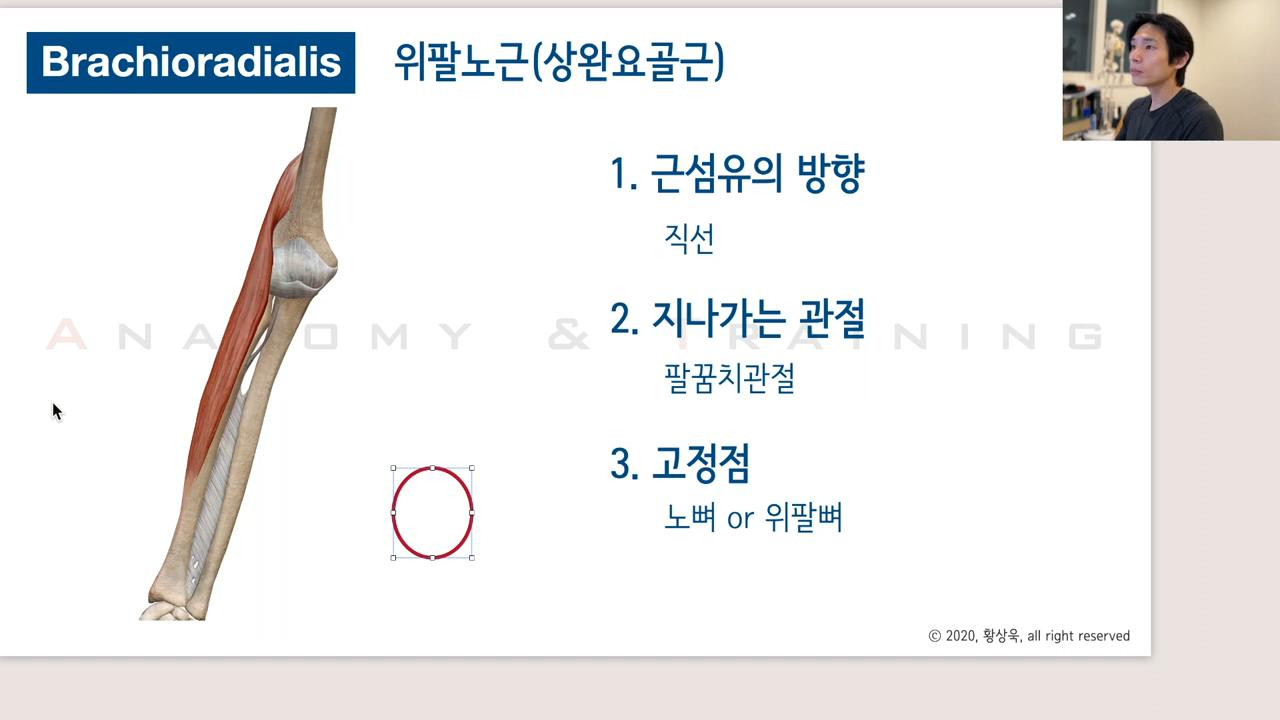 Brachioradialis
위팔노근(상완요골근)
1. 근섬유의 방향
직선
2. 지나가는 관절
ANATOMY & TRAINING
팔꿈치관절
3. 고정점
노뼈 or 위팔뼈
© 2020, 황상욱, all right reserved